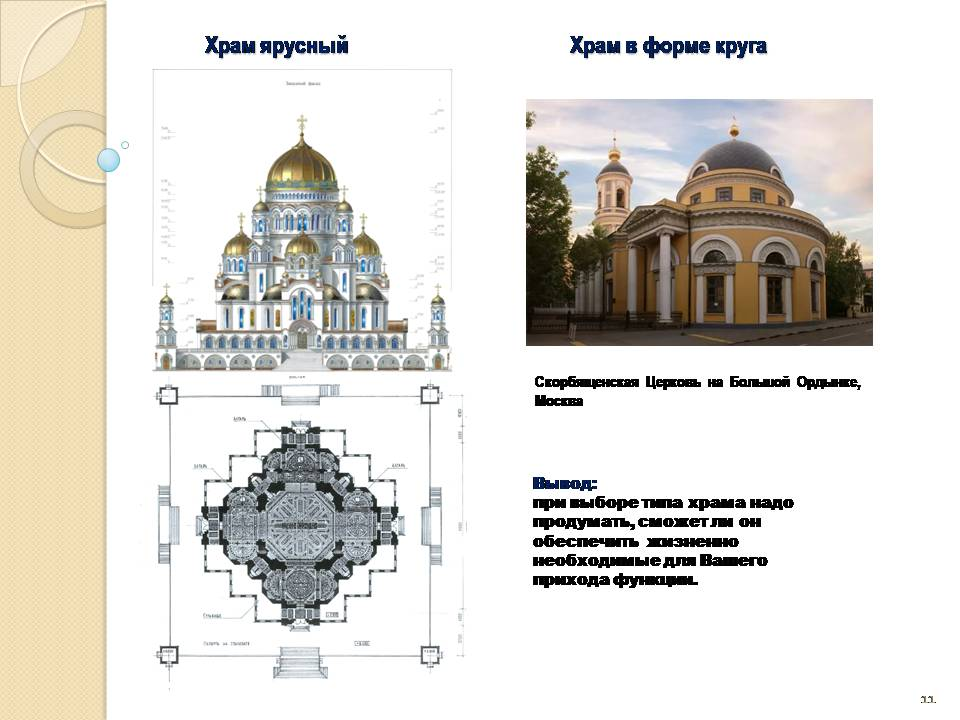 Храм ярусный
Храм в форме круга
Скорбященская Церковь на Большой Ордынке,
Москва
Вывод:
при выборе типа храма надо
продумать, сможет ли он
обеспечить жизненно
необходимые для Вашего
прихода функции.
11